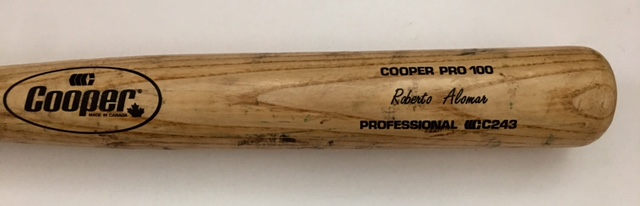 Cooper®
MADE IN CANADA
COOPER PRO 100
Roberto Alomar
PROFESSIONAL C243